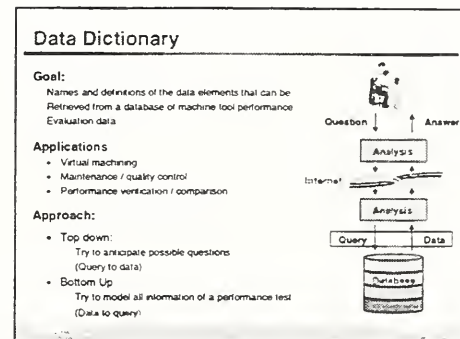 Data Dictionary
Goal:
Names and definitions of the data elements that can be
Retrieved from a database of machine tool performance
Evaluation data
Applications
• Virtual machining
• Maintenance / quality control
• Performance verification / comparison
Approach:
• Top down:
Try to anticipate possible questions
(Query to data)
• Bottom Up
Try to model all information of a performance test
(Data to query)
Question Answer
Analysis
Internet
Analysis
Query Data
Database